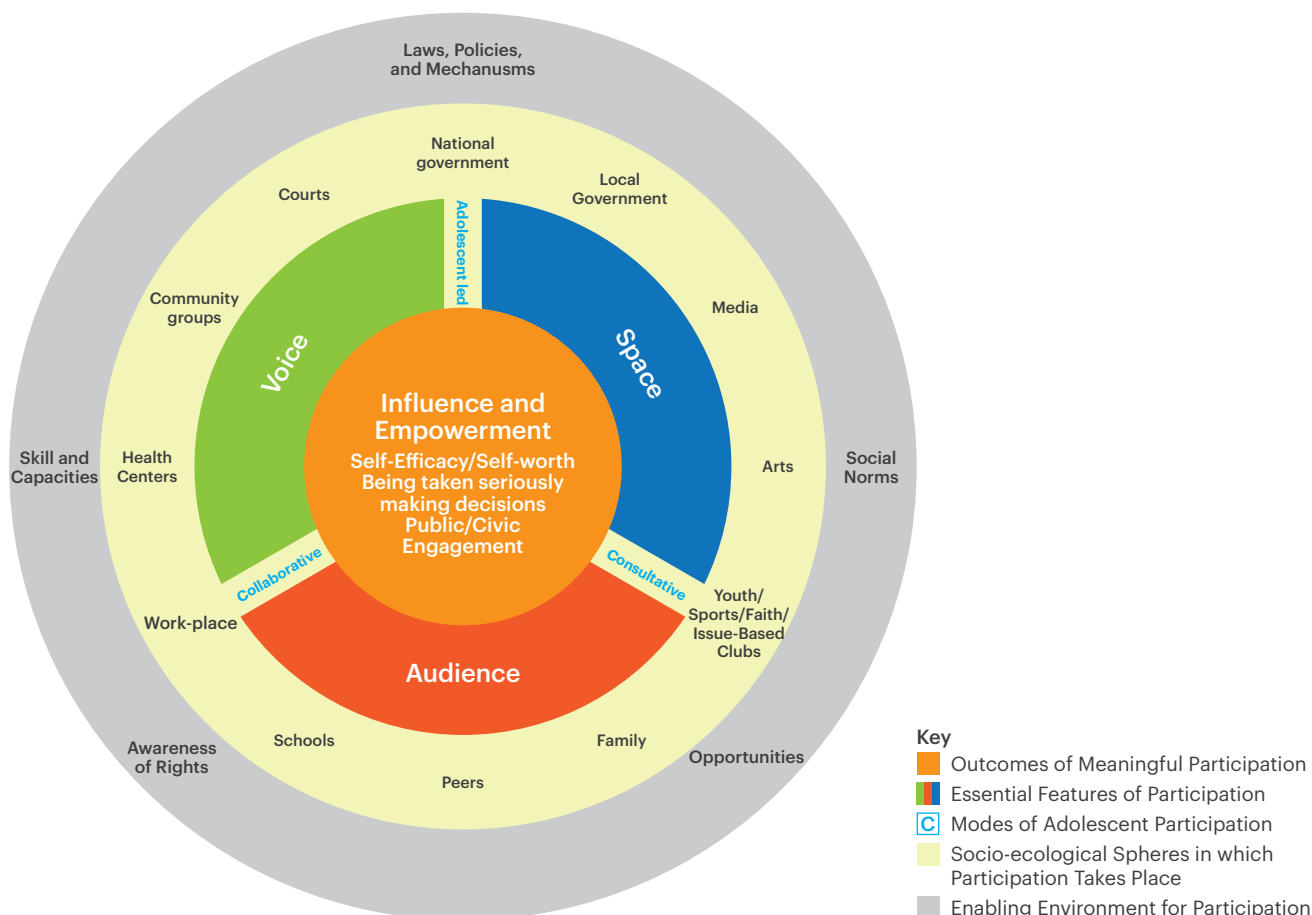 Laws, Policies,
and Mechanusms
National
government
Local
Government
Courts
Media
Community
groups
Adolescent led
Voice
Space
Influence and
Empowerment
Self-Efficacy/Self-worth
Being taken seriously
making decisions
Public/Civic
Engagement
Skill and
Capacities
Health
Centers
Arts
Social
Norms
Collaborative
Consultative
Work-place
Youth/
Sports/Faith/
Issue-Based
Clubs
Audience
Schools
Family
Peers
Awareness
of Rights
Opportunities
Key
Outcomes of Meaningful Participation
Essential Features of Participation
C Modes of Adolescent Participation
Socio-ecological Spheres in which
Participation Takes Place
Enabling Environment for Participation